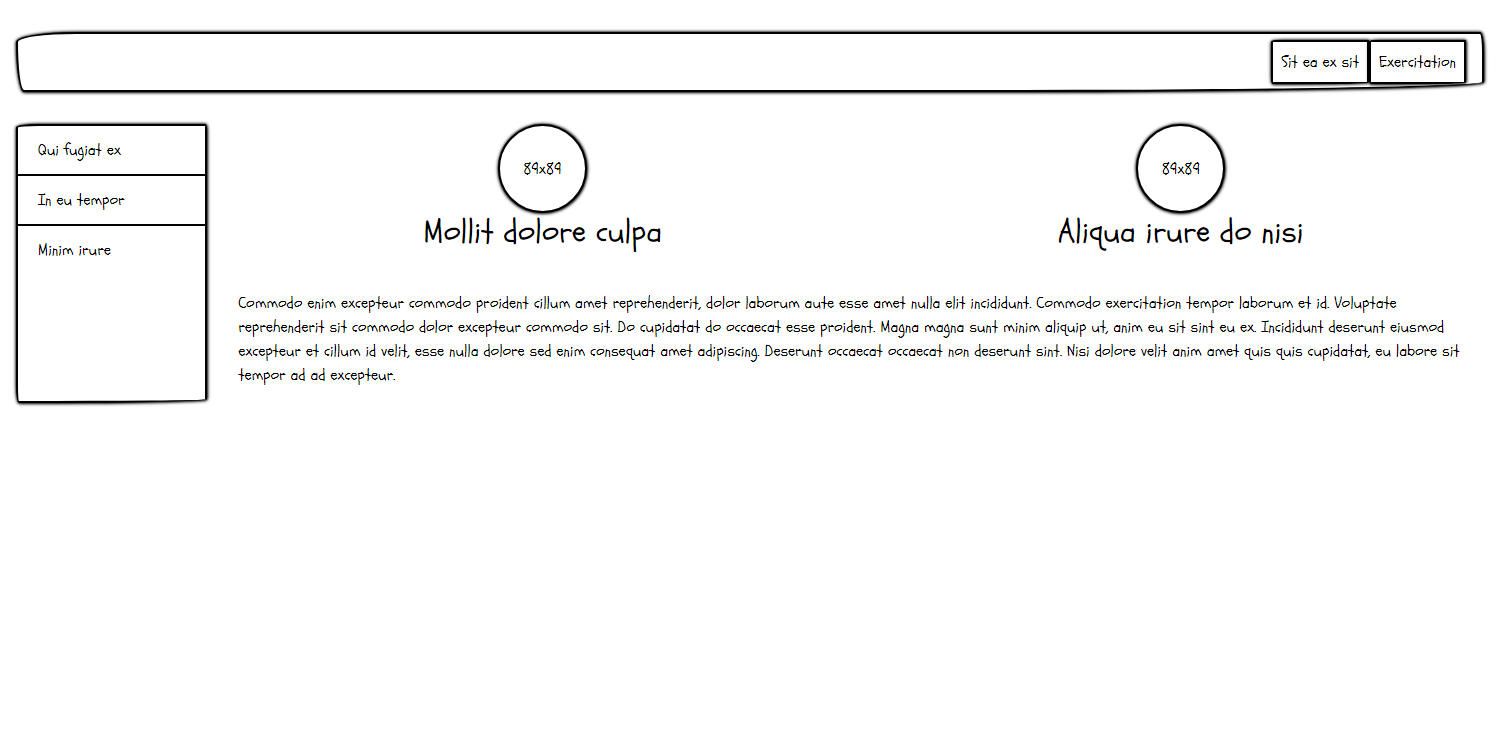 Sit ea ex sit
Exercitation
Qui fugiat ex
In eu tempor
Minim irure
89x89
Mollit dolore culpa
89x89
Aliqua irure do nisi
Commodo enim excepteur commodo proident cillum amet reprehenderit, dolor laborum aute esse amet nulla elit incididunt. Commodo exercitation tempor laborum et id. Voluptate
reprehenderit sit commodo dolor excepteur commodo sit. Do cupidatat do occaecat esse proident. Magna magna sunt minim aliquip ut, anim eu sit sint eu ex. Incididunt deserunt eiusmod
excepteur et cillum id velit, esse nulla dolore sed enim consequat amet adipiscing. Deserunt occaecat occaecat non deserunt sint. Nisi dolore velit anim amet quis quis cupidatat, eu labore sit
tempor ad ad excepteur.